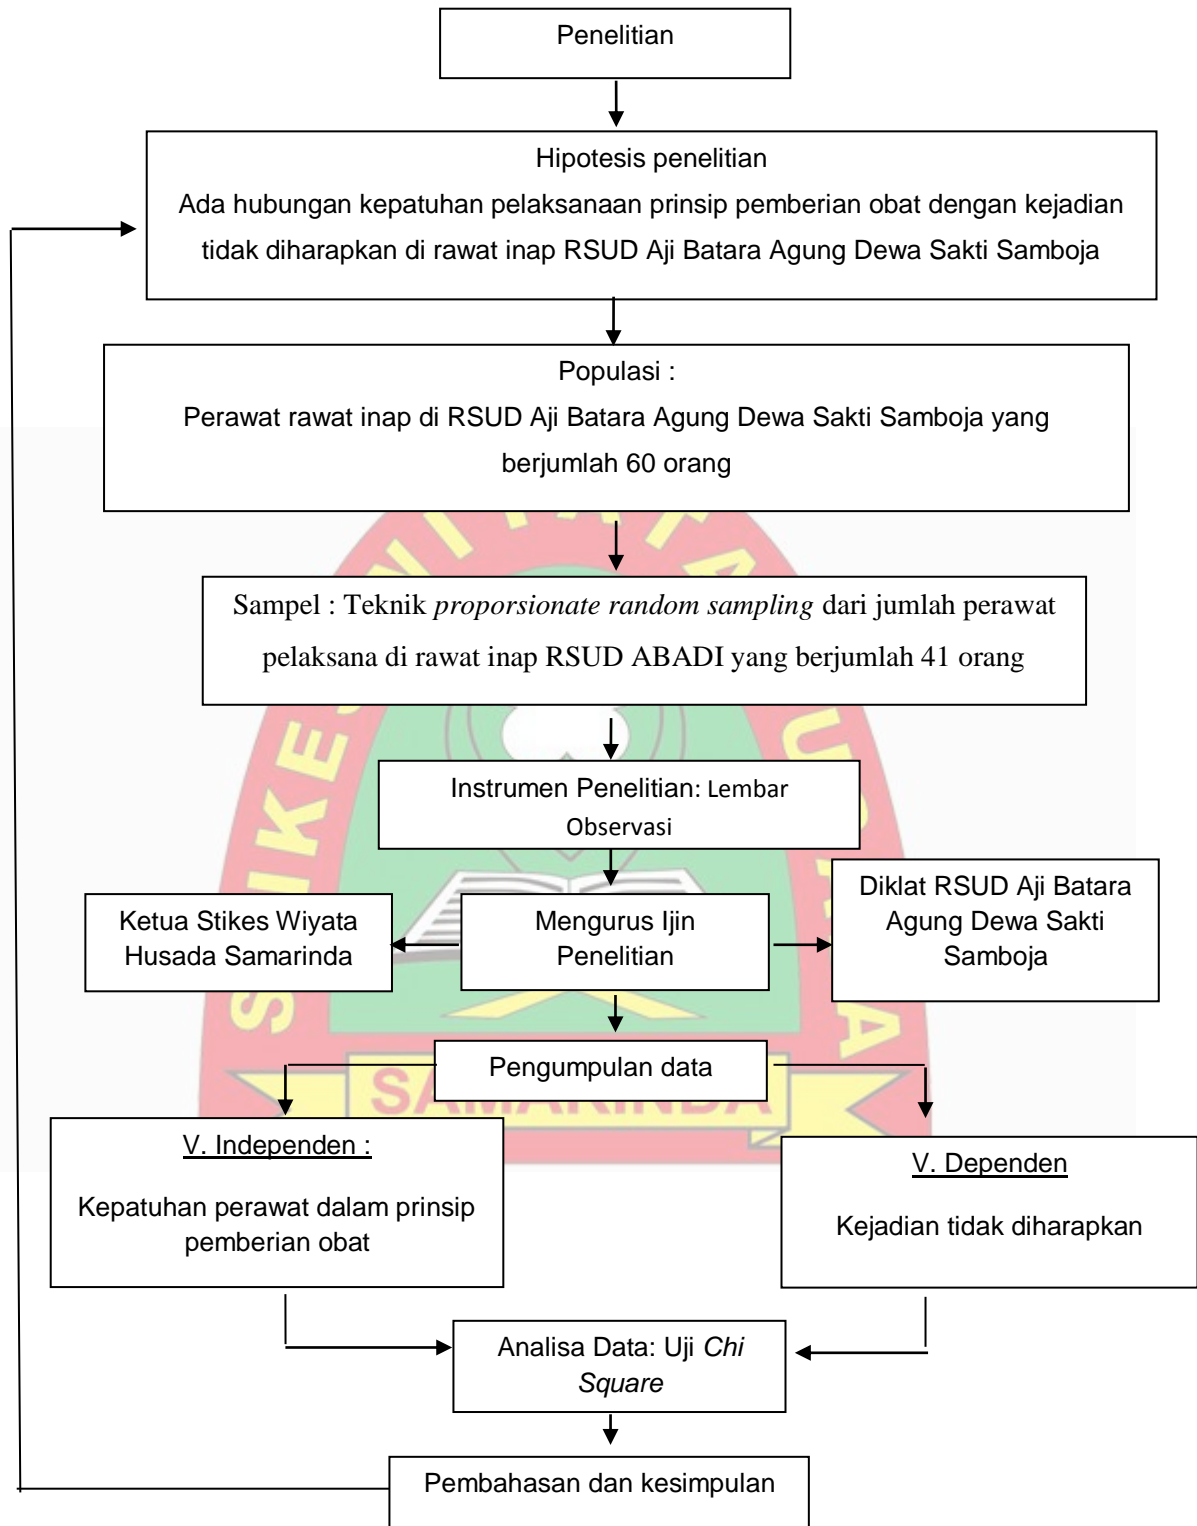 Penelitian
Hipotesis penelitian
Ada hubungan kepatuhan pelaksanaan prinsip pemberian obat dengan kejadian
tidak diharapkan di rawat inap RSUD Aji Batara Agung Dewa Sakti Samboja
Populasi :
Perawat rawat inap di RSUD Aji Batara Agung Dewa Sakti Samboja yang
berjumlah 60 orang
Sampel : Teknik proporsionate random sampling dari jumlah perawat
pelaksana di rawat inap RSUD ABADI yang berjumlah 41 orang
Instrumen Penelitian: Lembar
Observasi
Ketua Stikes Wiyata
Husada Samarinda
Mengurus Ijin
Penelitian
Diklat RSUD Aji Batara
Agung Dewa Sakti
Samboja
Pengumpulan data
SAMARINDA
V. Independen :
Kepatuhan perawat dalam prinsip
pemberian obat
V. Dependen
Kejadian tidak diharapkan
Analisa Data: Uji Chi
Square
Pembahasan dan kesimpulan